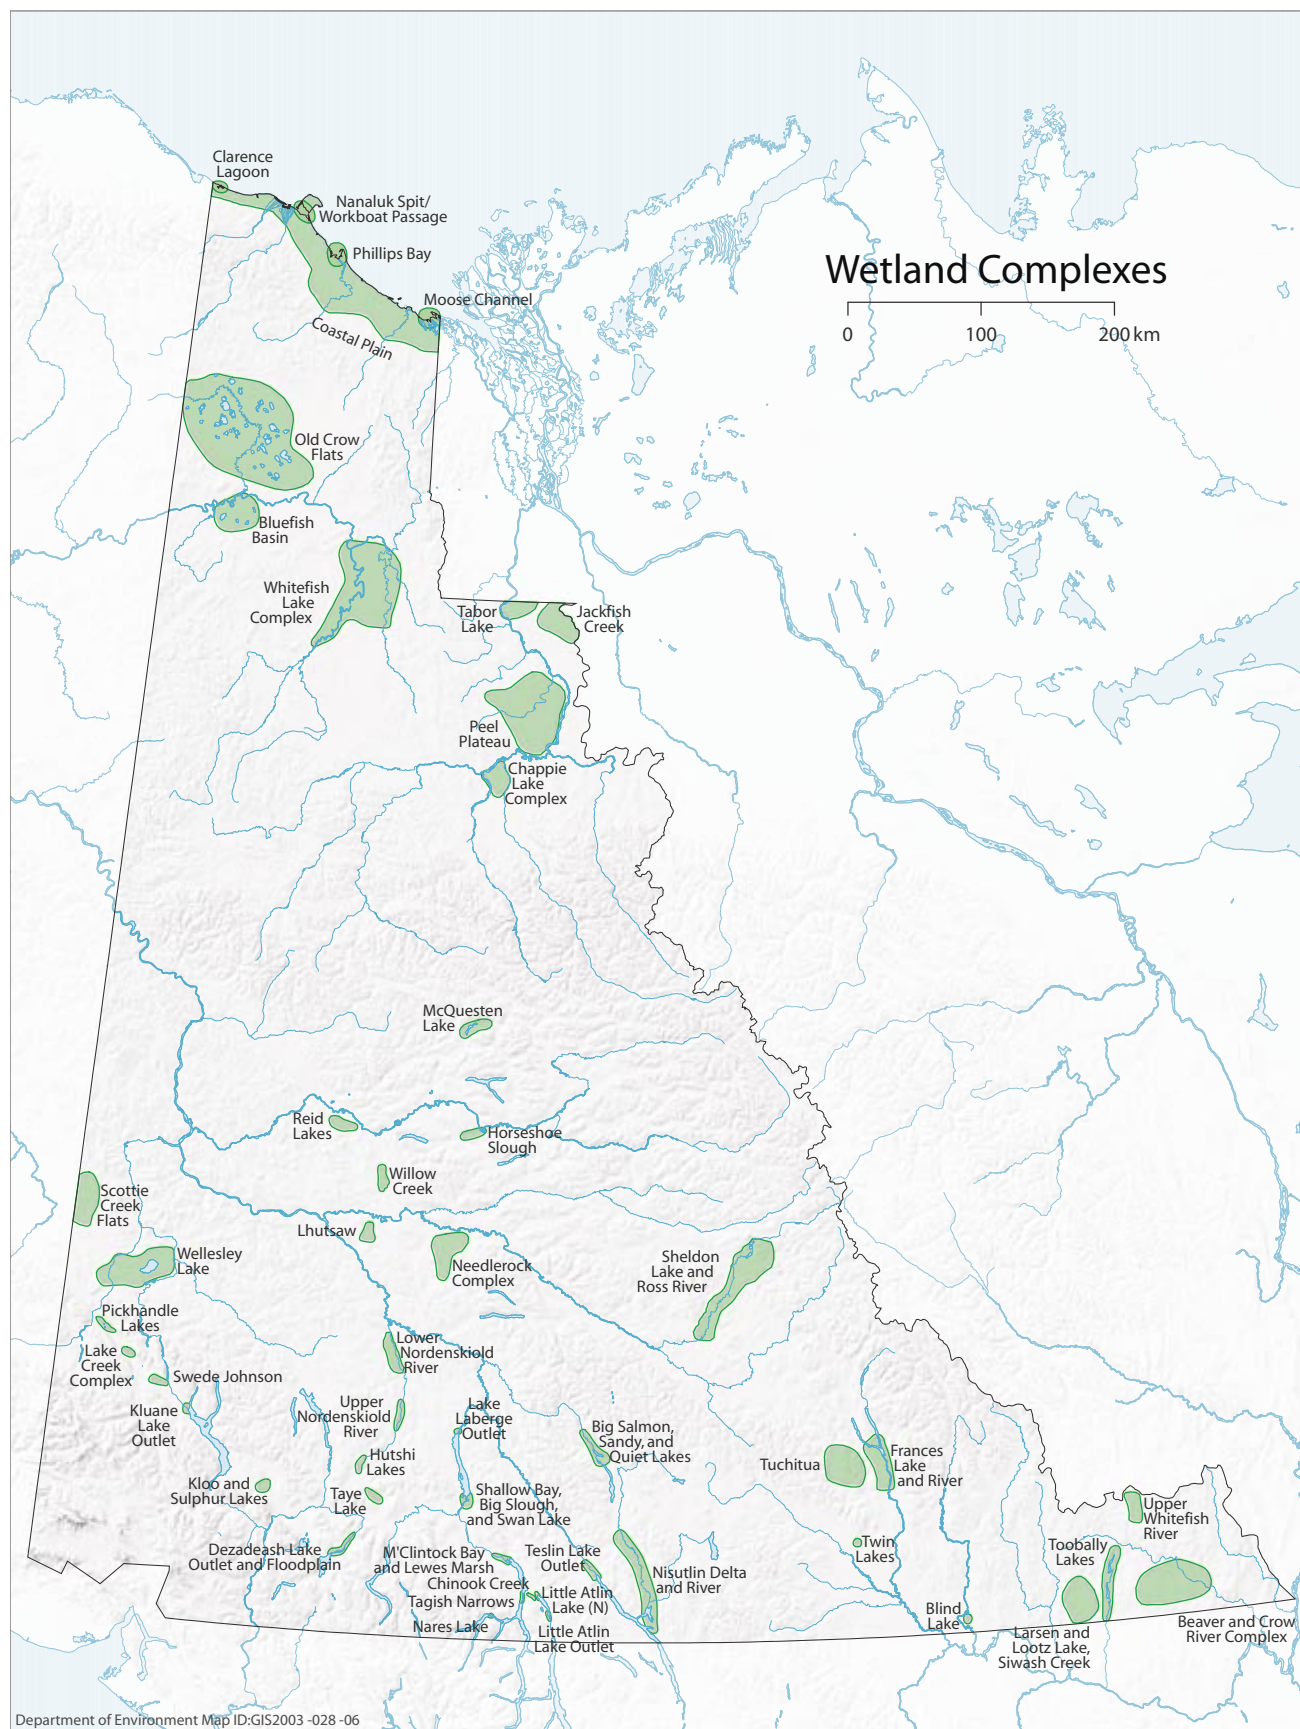 Clarence
Lagoon
Nanaluk Spit/
Workboat Passage
Phillips Bay
Wetland Complexes
Moose Channel
0 100 200 km
Coastal Plain
Old Crow
Flats
Bluefish
Basin
Whitefish
Lake
Complex
Tabor
Lake
Jackfish
Creek
Peel
Plateau
Chappie
Lake
Complex
McQuesten
Lake
Reid
Lakes
Horseshoe
Slough
Willow
Creek
Scottie
Creek
Flats
Lhutsaw
Wellesley
Lake
Needlerock
Complex
Sheldon
Lake and
Ross River
Pickhandle
Lakes
Lake
Creek
Complex
Lower
Nordenskiold
River
Swede Johnson
Kluane
Lake
Outlet
Upper
Nordenskiold
River
Lake
Laberge
Outlet
Big Salmon,
Sandy, and
Quiet Lakes
Hutshi
Lakes
Tuchitua
Frances
Lake
and River
Kloo and
Sulphur Lakes
Taye
Lake
Shallow Bay,
Big Slough,
and Swan Lake
Upper
Whitefish
River
Dezadeash Lake
Outlet and Floodplain
M'Clintock Bay
and Lewes Marsh
Teslin Lake
Outlet
Twin
Lakes
Toobally
Lakes
Nisutlin Delta
and River
Chinook Creek
Tagish Narrows
Little Atlin
Lake (N)
Nares Lake
Little Atlin
Lake Outlet
Blind
Lake
Larsen and
Lootz Lake,
Siwash Creek
Beaver and Crow
River Complex
Department of Environment Map ID:GIS2003 -028 -06